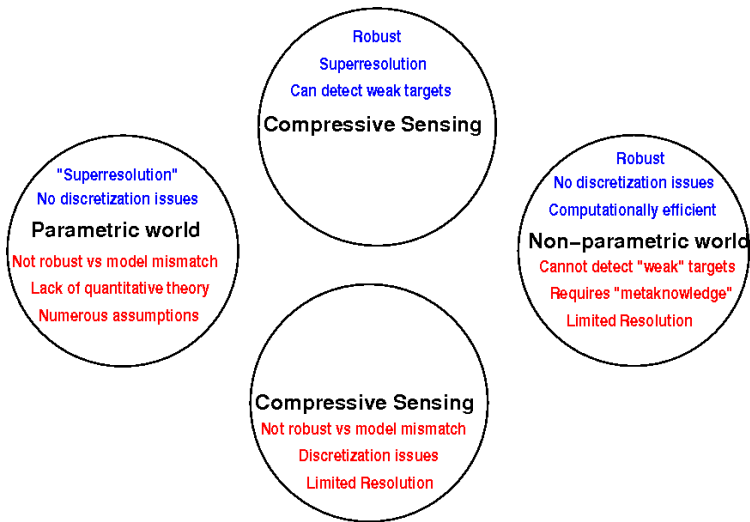 Robust
Superresolution
Can detect weak targets
Compressive Sensing
"Superresolution"
No discretization issues
Parametric world
Not robust vs model mismatch
Lack of quantitative theory
Numerous assumptions
Robust
No discretization issues
Computationally efficient
Non-parametric world
Cannot detect "weak" targets
Requires "metaknowledge"
Limited Resolution
Compressive Sensing
Not robust vs model mismatch
Discretization issues
Limited Resolution